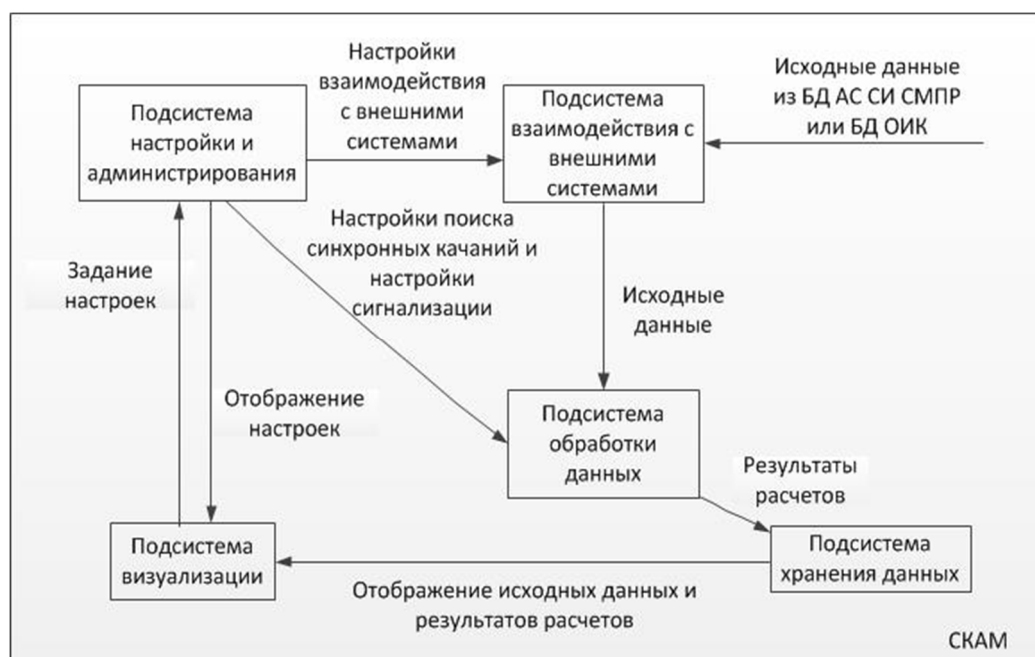 Подсистема
настройки и
администрирования
Настройки
взаимодействия
с внешними
системами
Подсистема
взаимодействия с
внешними
системами
Исходные данные
из БД АС СИ СМПР
или БД ОИК
Задание
настроек
Настройки поиска
синхронных качаний и
настройки
сигнализации
Исходные
данные
Отображение
настроек
Подсистема
обработки
данных
Результаты
расчетов
Подсистема
визуализации
Подсистема
хранения данных
Отображение исходных данных и
результатов расчетов
СКАМ